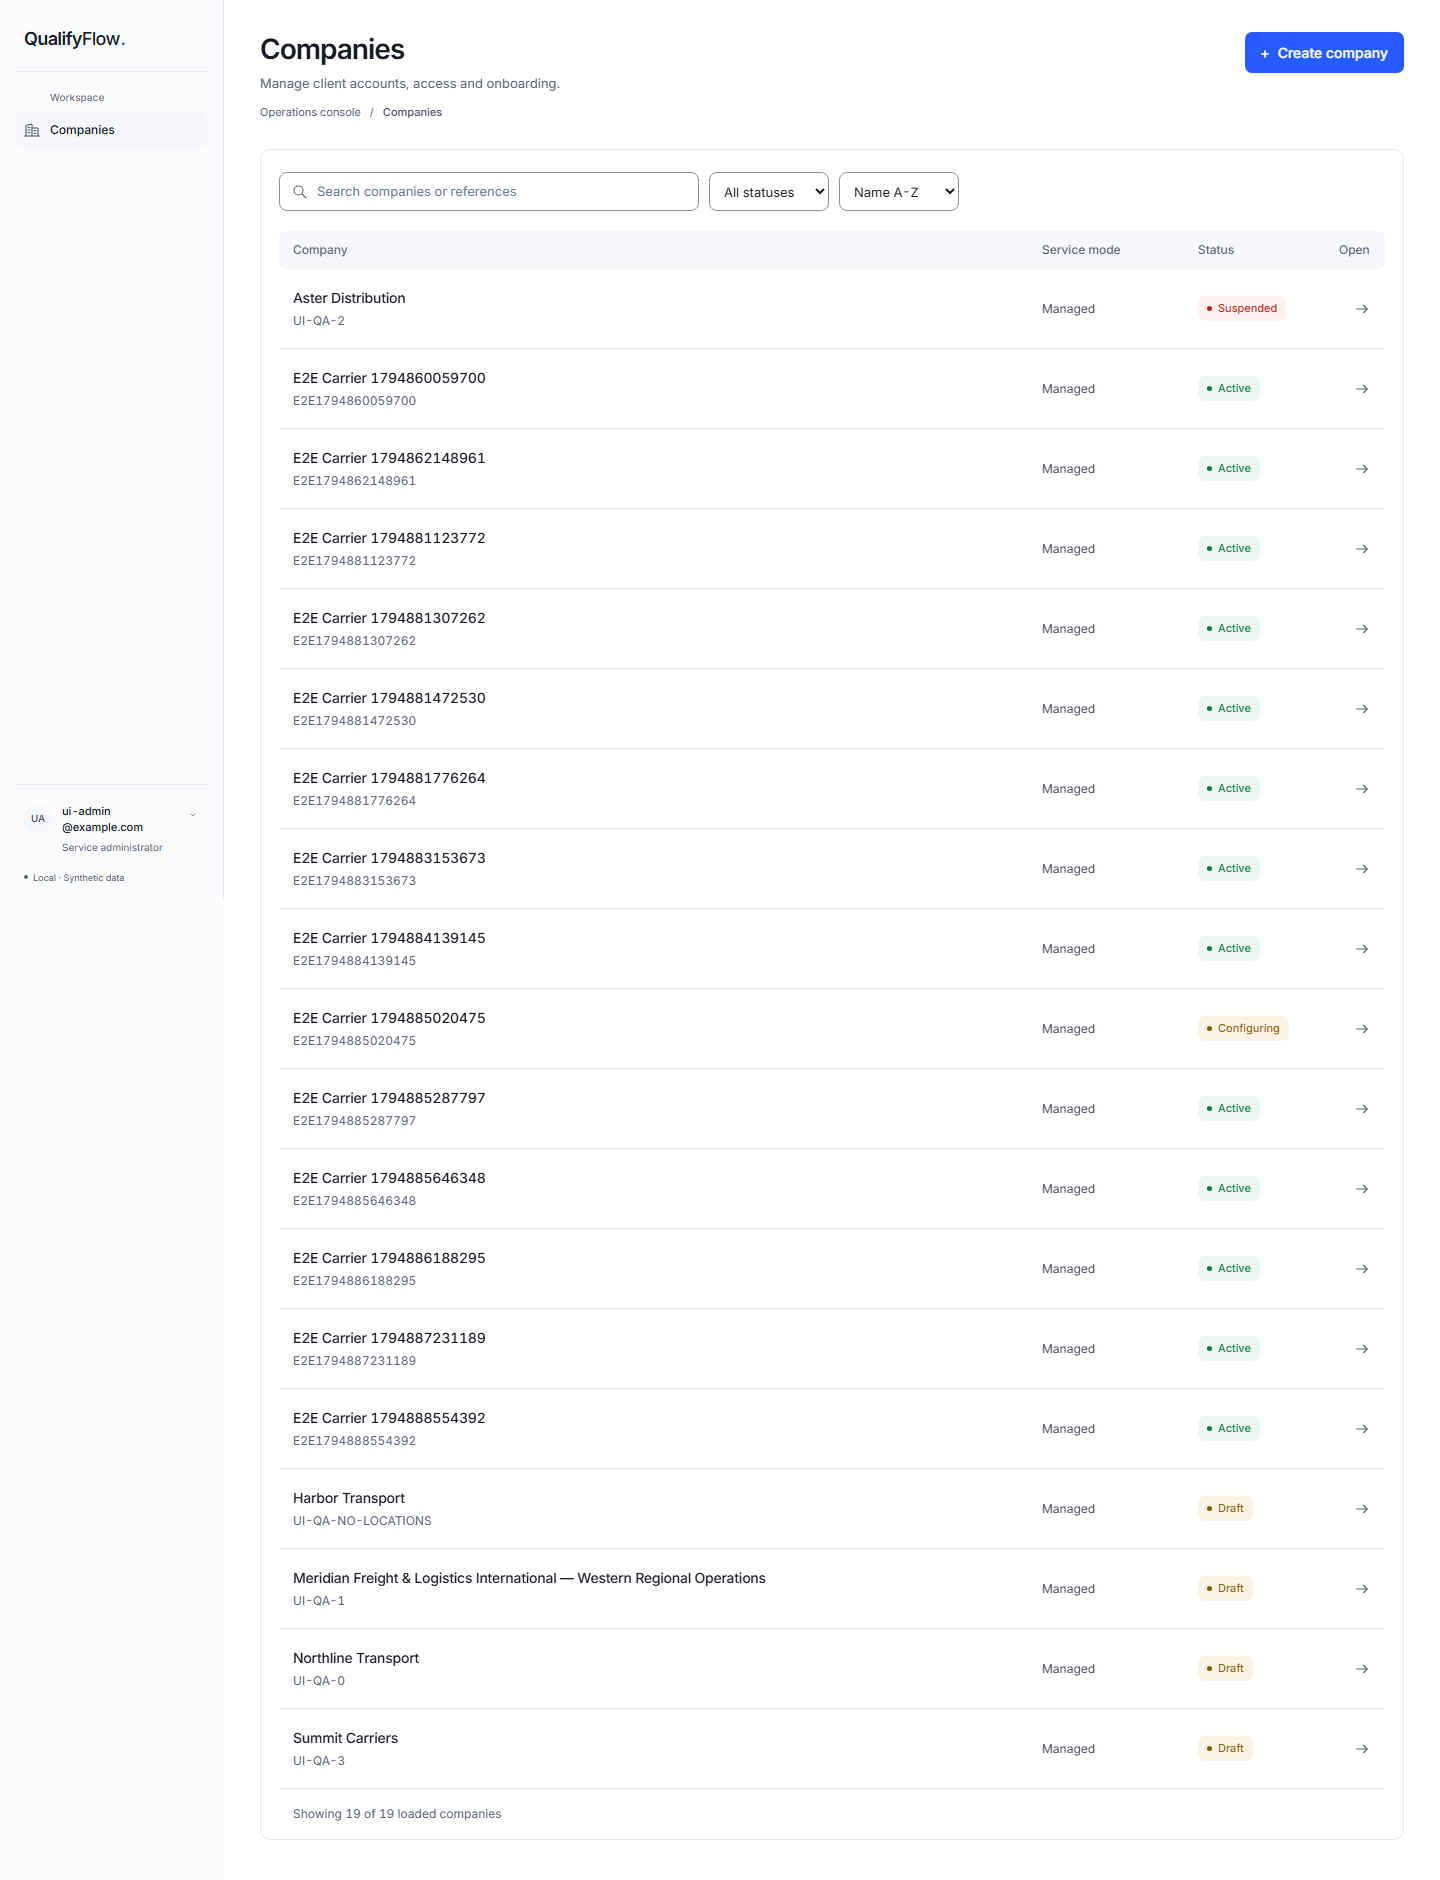 QualifyFlow.
Workspace
Companies
ui-admin
@example.com
UA
Service administrator
Local · Synthetic data
Companies
Manage client accounts, access and onboarding.
Operations console / Companies
+ Create company
Search companies or references
All statuses
Name A-Z
Company Service mode Status Open
Aster Distribution
UI-QA-2
Managed
Suspended
E2E Carrier 1794860059700
E2E1794860059700
Managed
Active
E2E Carrier 1794862148961
E2E1794862148961
Managed
Active
E2E Carrier 1794881123772
E2E1794881123772
Managed
Active
E2E Carrier 1794881307262
E2E1794881307262
Managed
Active
E2E Carrier 1794881472530
E2E1794881472530
Managed
Active
E2E Carrier 1794881776264
E2E1794881776264
Managed
Active
E2E Carrier 1794883153673
E2E1794883153673
Managed
Active
E2E Carrier 1794884139145
E2E1794884139145
Managed
Active
E2E Carrier 1794885020475
E2E1794885020475
Managed
Configuring
E2E Carrier 1794885287797
E2E1794885287797
Managed
Active
E2E Carrier 1794885646348
E2E1794885646348
Managed
Active
E2E Carrier 1794886188295
E2E1794886188295
Managed
Active
E2E Carrier 1794887231189
E2E1794887231189
Managed
Active
E2E Carrier 1794888554392
E2E1794888554392
Managed
Active
Harbor Transport
UI-QA-NO-LOCATIONS
Managed
Draft
Meridian Freight & Logistics International — Western Regional Operations
UI-QA-1
Managed
Draft
Northline Transport
UI-QA-0
Managed
Draft
Summit Carriers
UI-QA-3
Managed
Draft
Showing 19 of 19 loaded companies